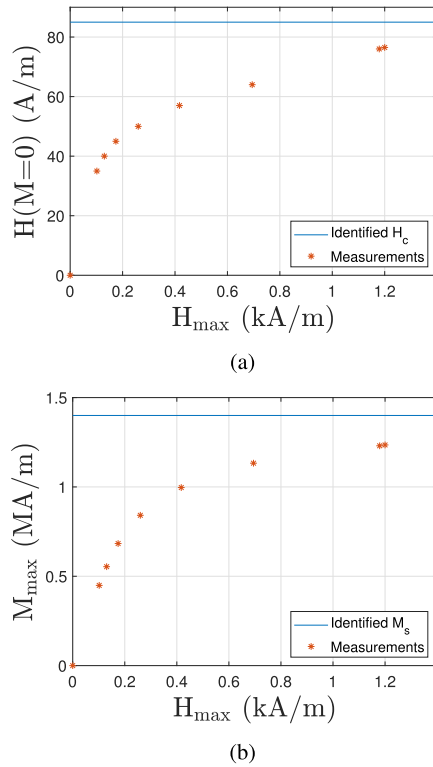 80
60
40
20
0
H(M=0) (A/m)
Identified H_c
Measurements
0 0.2 0.4 0.6 0.8 1 1.2
H_max (kA/m)
(a)
1.5
1
0.5
0
M_max (MA/m)
Identified M_s
Measurements
0 0.2 0.4 0.6 0.8 1 1.2
H_max (kA/m)
(b)